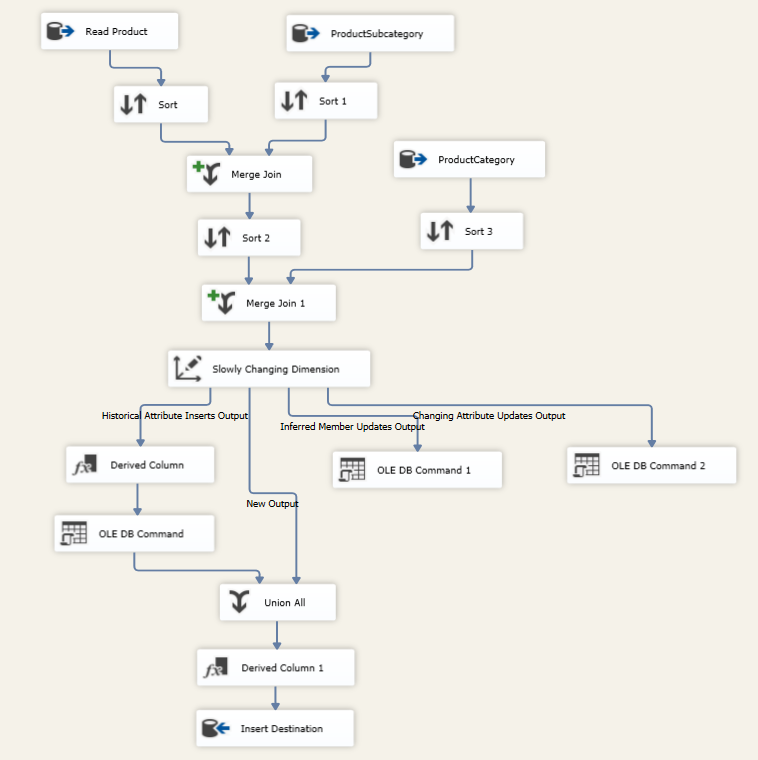 Read Product
ProductSubcategory
Sort
Sort 1
Merge Join
ProductCategory
Sort 2
Sort 3
Merge Join 1
Slowly Changing Dimension
Historical Attribute Inserts Output
Changing Attribute Updates Output
Inferred Member Updates Output
Derived Column
OLE DB Command 1
OLE DB Command 2
New Output
OLE DB Command
Union All
Derived Column 1
Insert Destination